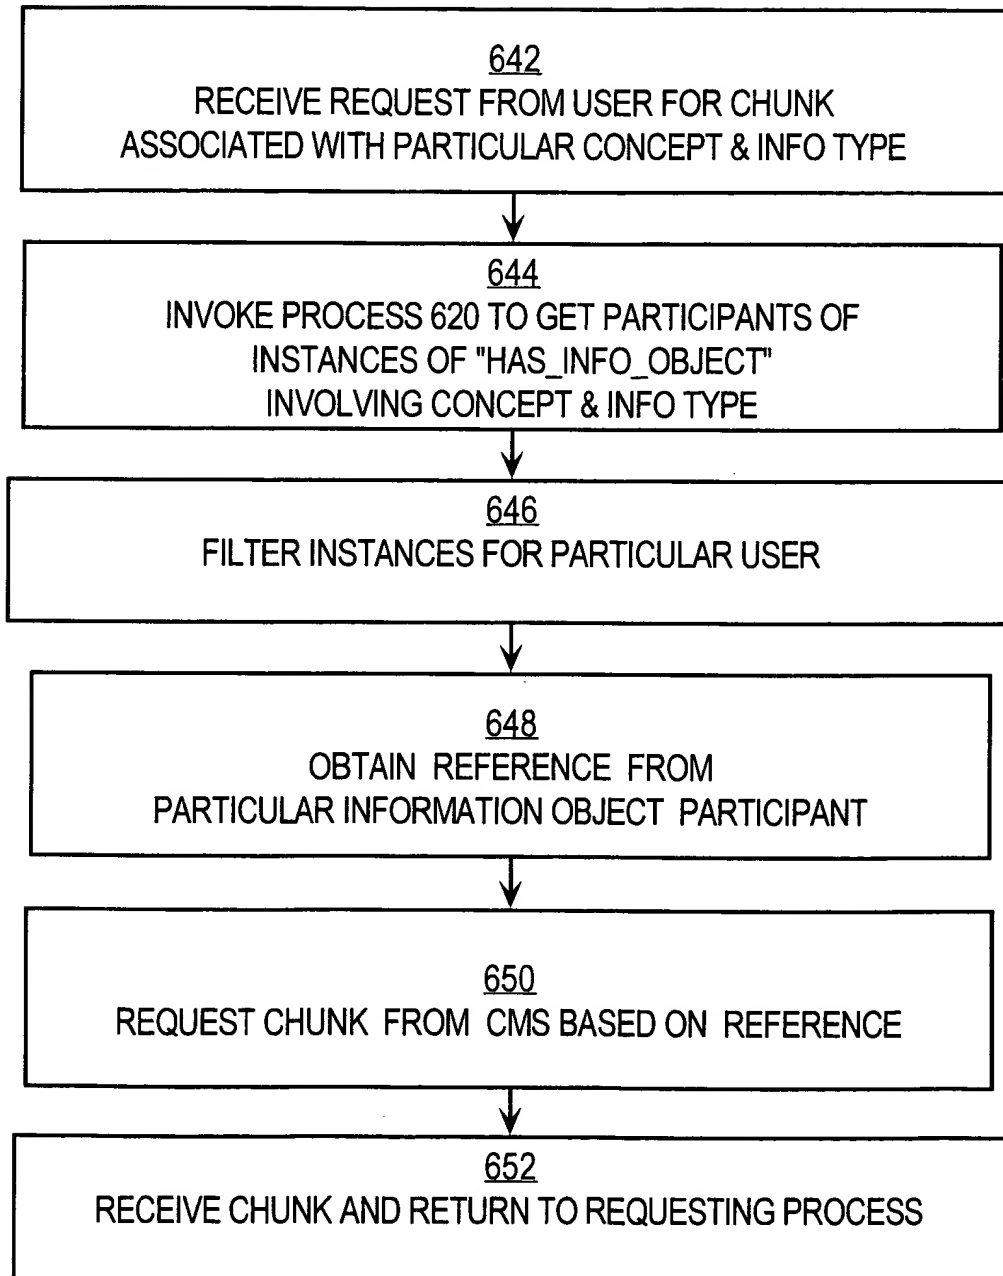 642
RECEIVE REQUEST FROM USER FOR CHUNK
ASSOCIATED WITH PARTICULAR CONCEPT & INFO TYPE
644
INVOKE PROCESS 620 TO GET PARTICIPANTS OF
INSTANCES OF "HAS_INFO_OBJECT"
INVOLVING CONCEPT & INFO TYPE
646
FILTER INSTANCES FOR PARTICULAR USER
648
OBTAIN REFERENCE FROM
PARTICULAR INFORMATION OBJECT PARTICIPANT
650
REQUEST CHUNK FROM CMS BASED ON REFERENCE
652
RECEIVE CHUNK AND RETURN TO REQUESTING PROCESS